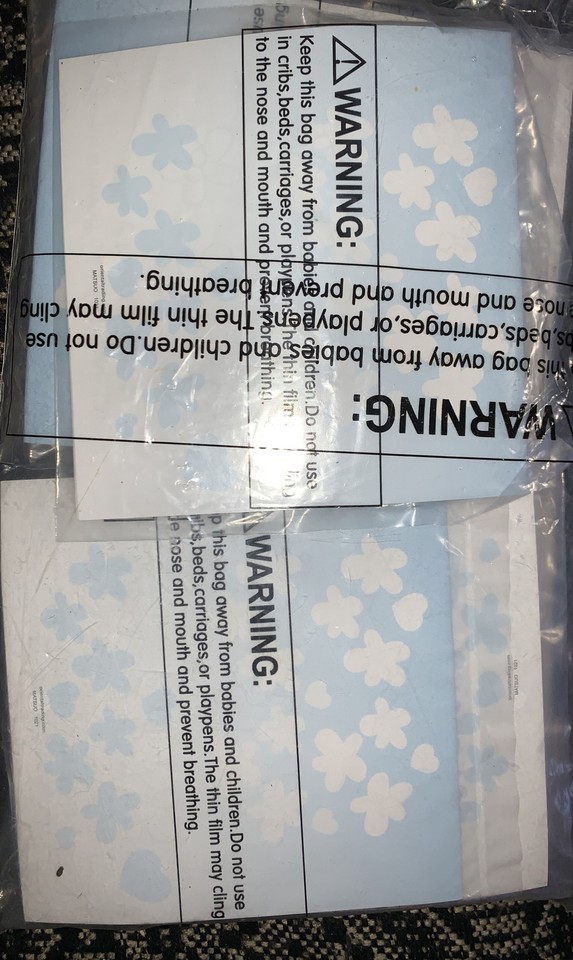 WARNING:
Keep this bag away from babies and children.Do not use
in cribs,beds,carriages,or playpens.The thin film
to the nose and mouth and prevent breathing.
WARNING:
this bag away from babies and children.Do not use
bs,beds,carriages,or playpens.The thin film may cling
e nose and mouth and prevent breathing.
WARNING:
p this bag away from babies and children.Do not use
ibs,beds,carriages,or playpens.The thin film may cling
e nose and mouth and prevent breathing.